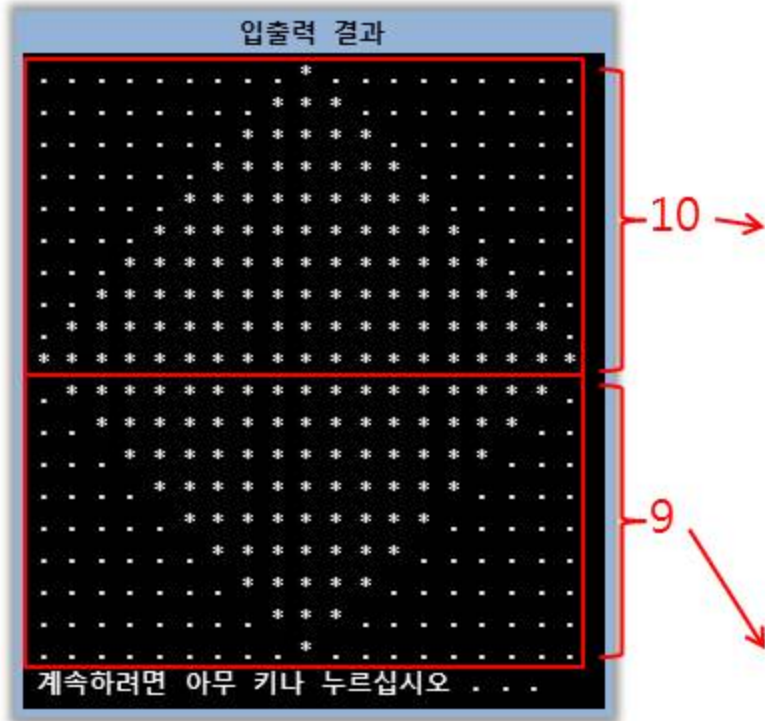 입출력 결과
. . . . . . . . . * . . . . . . . . .
. . . . . . . . * * * . . . . . . . .
. . . . . . . * * * * * . . . . . . .
. . . . . . * * * * * * * . . . . . .
. . . . . * * * * * * * * * . . . . .
. . . . * * * * * * * * * * * . . . .
. . . * * * * * * * * * * * * * . . .
. . * * * * * * * * * * * * * * * . .
. * * * * * * * * * * * * * * * * * .
* * * * * * * * * * * * * * * * * * *
10
. * * * * * * * * * * * * * * * * * .
. . * * * * * * * * * * * * * * * . .
. . . * * * * * * * * * * * * * . . .
. . . . * * * * * * * * * * * . . . .
. . . . . * * * * * * * * * . . . . .
. . . . . . * * * * * * * . . . . . .
. . . . . . . * * * * * . . . . . . .
. . . . . . . . * * * . . . . . . . .
. . . . . . . . . * . . . . . . . . .
9
계속하려면 아무 키나 누르십시오 . . .